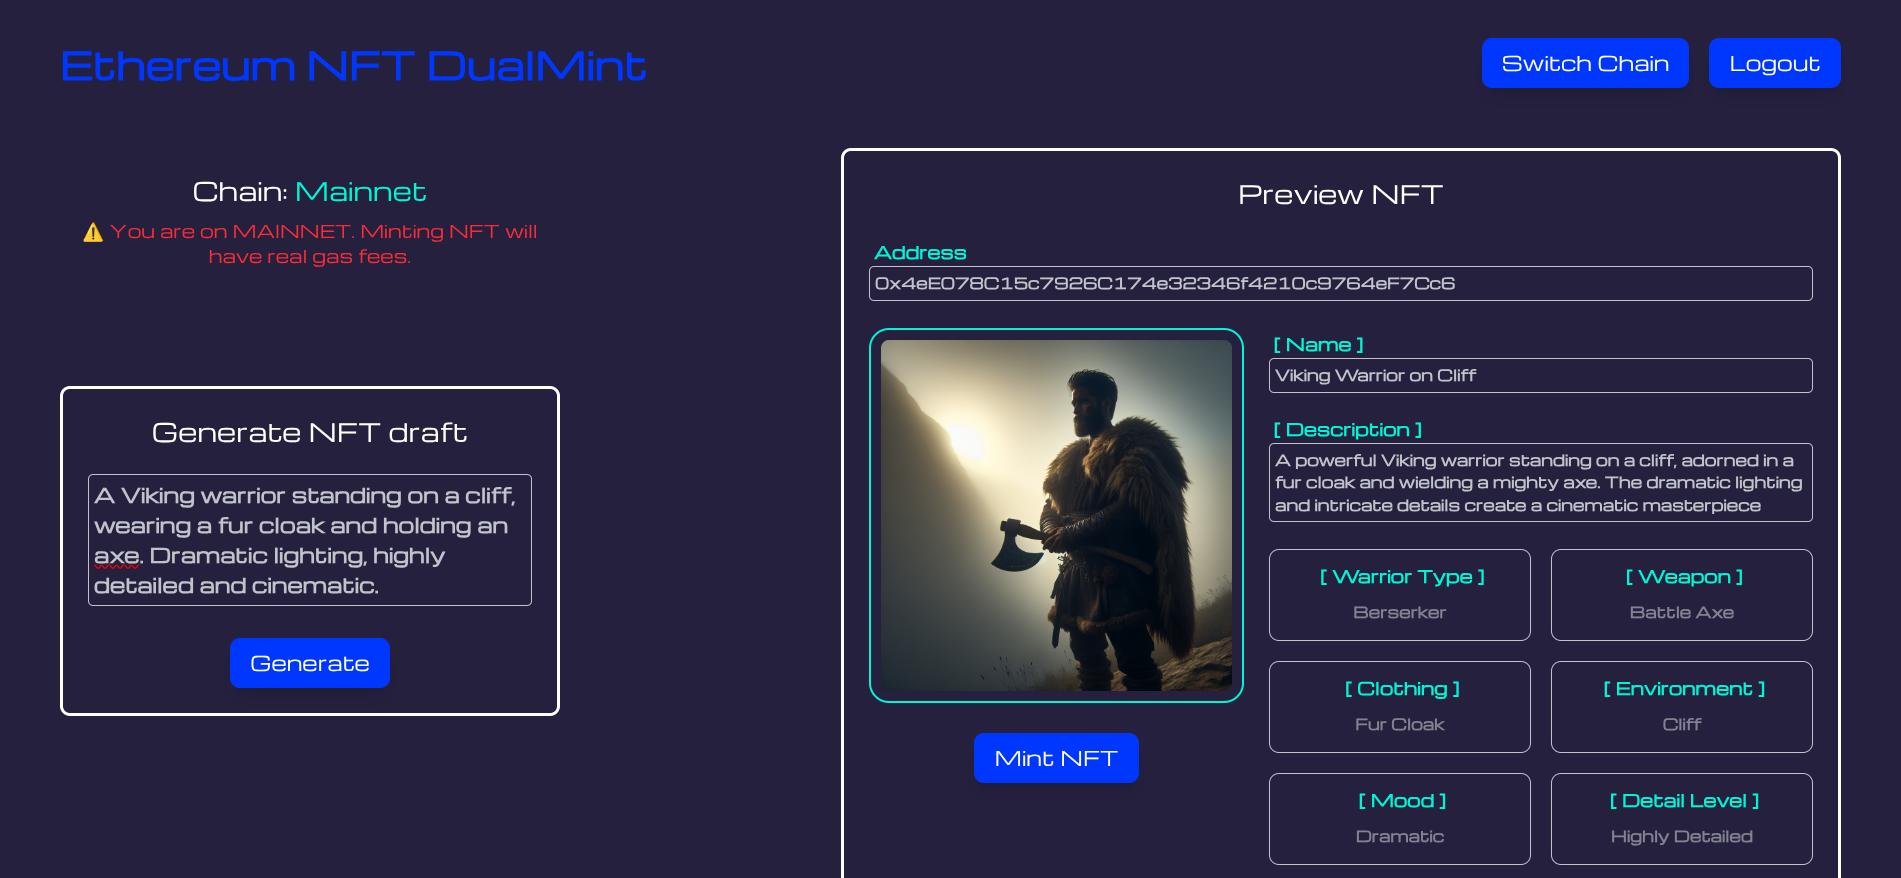 Ethereum NFT DualMint
Switch Chain
Logout
Chain: Mainnet
⚠️ You are on MAINNET. Minting NFT will
have real gas fees.
Generate NFT draft
A Viking warrior standing on a cliff,
wearing a fur cloak and holding an
axe. Dramatic lighting, highly
detailed and cinematic.
Generate
Preview NFT
Address
0x4eE078C15c7926C174e32346f4210c9764eF7Cc6
[ Name ]
Viking Warrior on Cliff
[ Description ]
A powerful Viking warrior standing on a cliff, adorned in a
fur cloak and wielding a mighty axe. The dramatic lighting
and intricate details create a cinematic masterpiece
Mint NFT
[ Warrior Type ]
Berserker
[ Weapon ]
Battle Axe
[ Clothing ]
Fur Cloak
[ Environment ]
Cliff
[ Mood ]
Dramatic
[ Detail Level ]
Highly Detailed